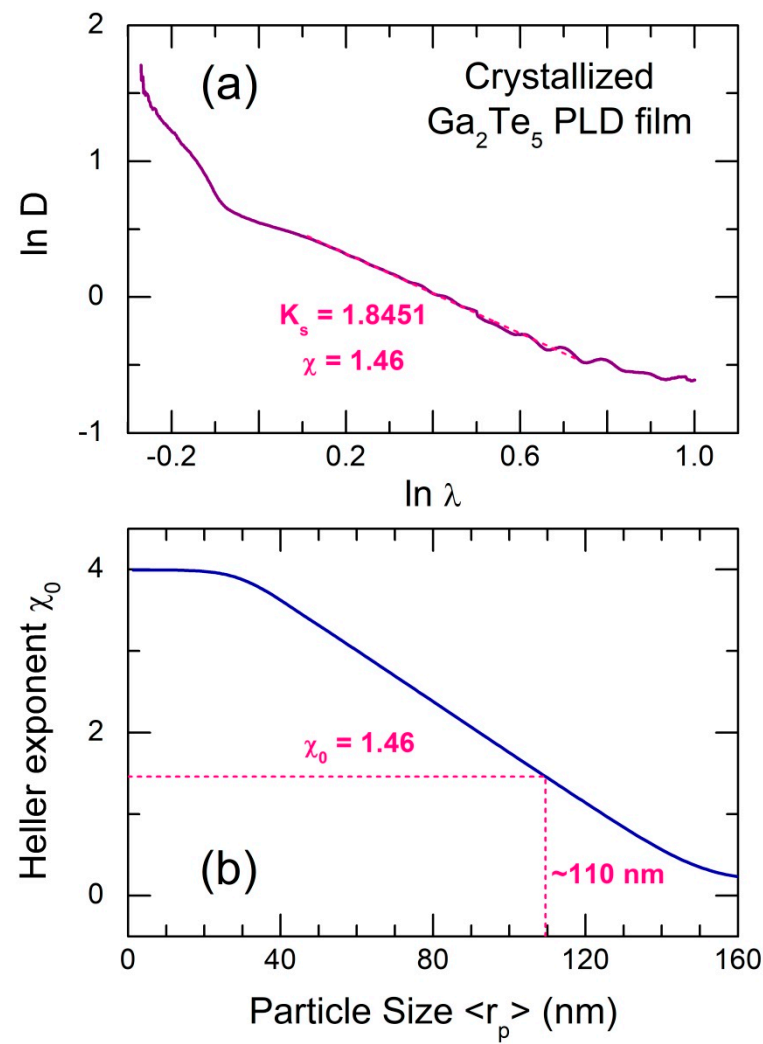 2
(a)
Crystallized
Ga₂Te₅ PLD film
1
ln D
0
Kₛ = 1.8451
χ = 1.46
-1
-0.2 0.2 0.6 1.0
ln λ
4
Heller exponent χ₀
2
χ₀ = 1.46
(b)
~110 nm
0
0 40 80 120 160
Particle Size <rₚ> (nm)